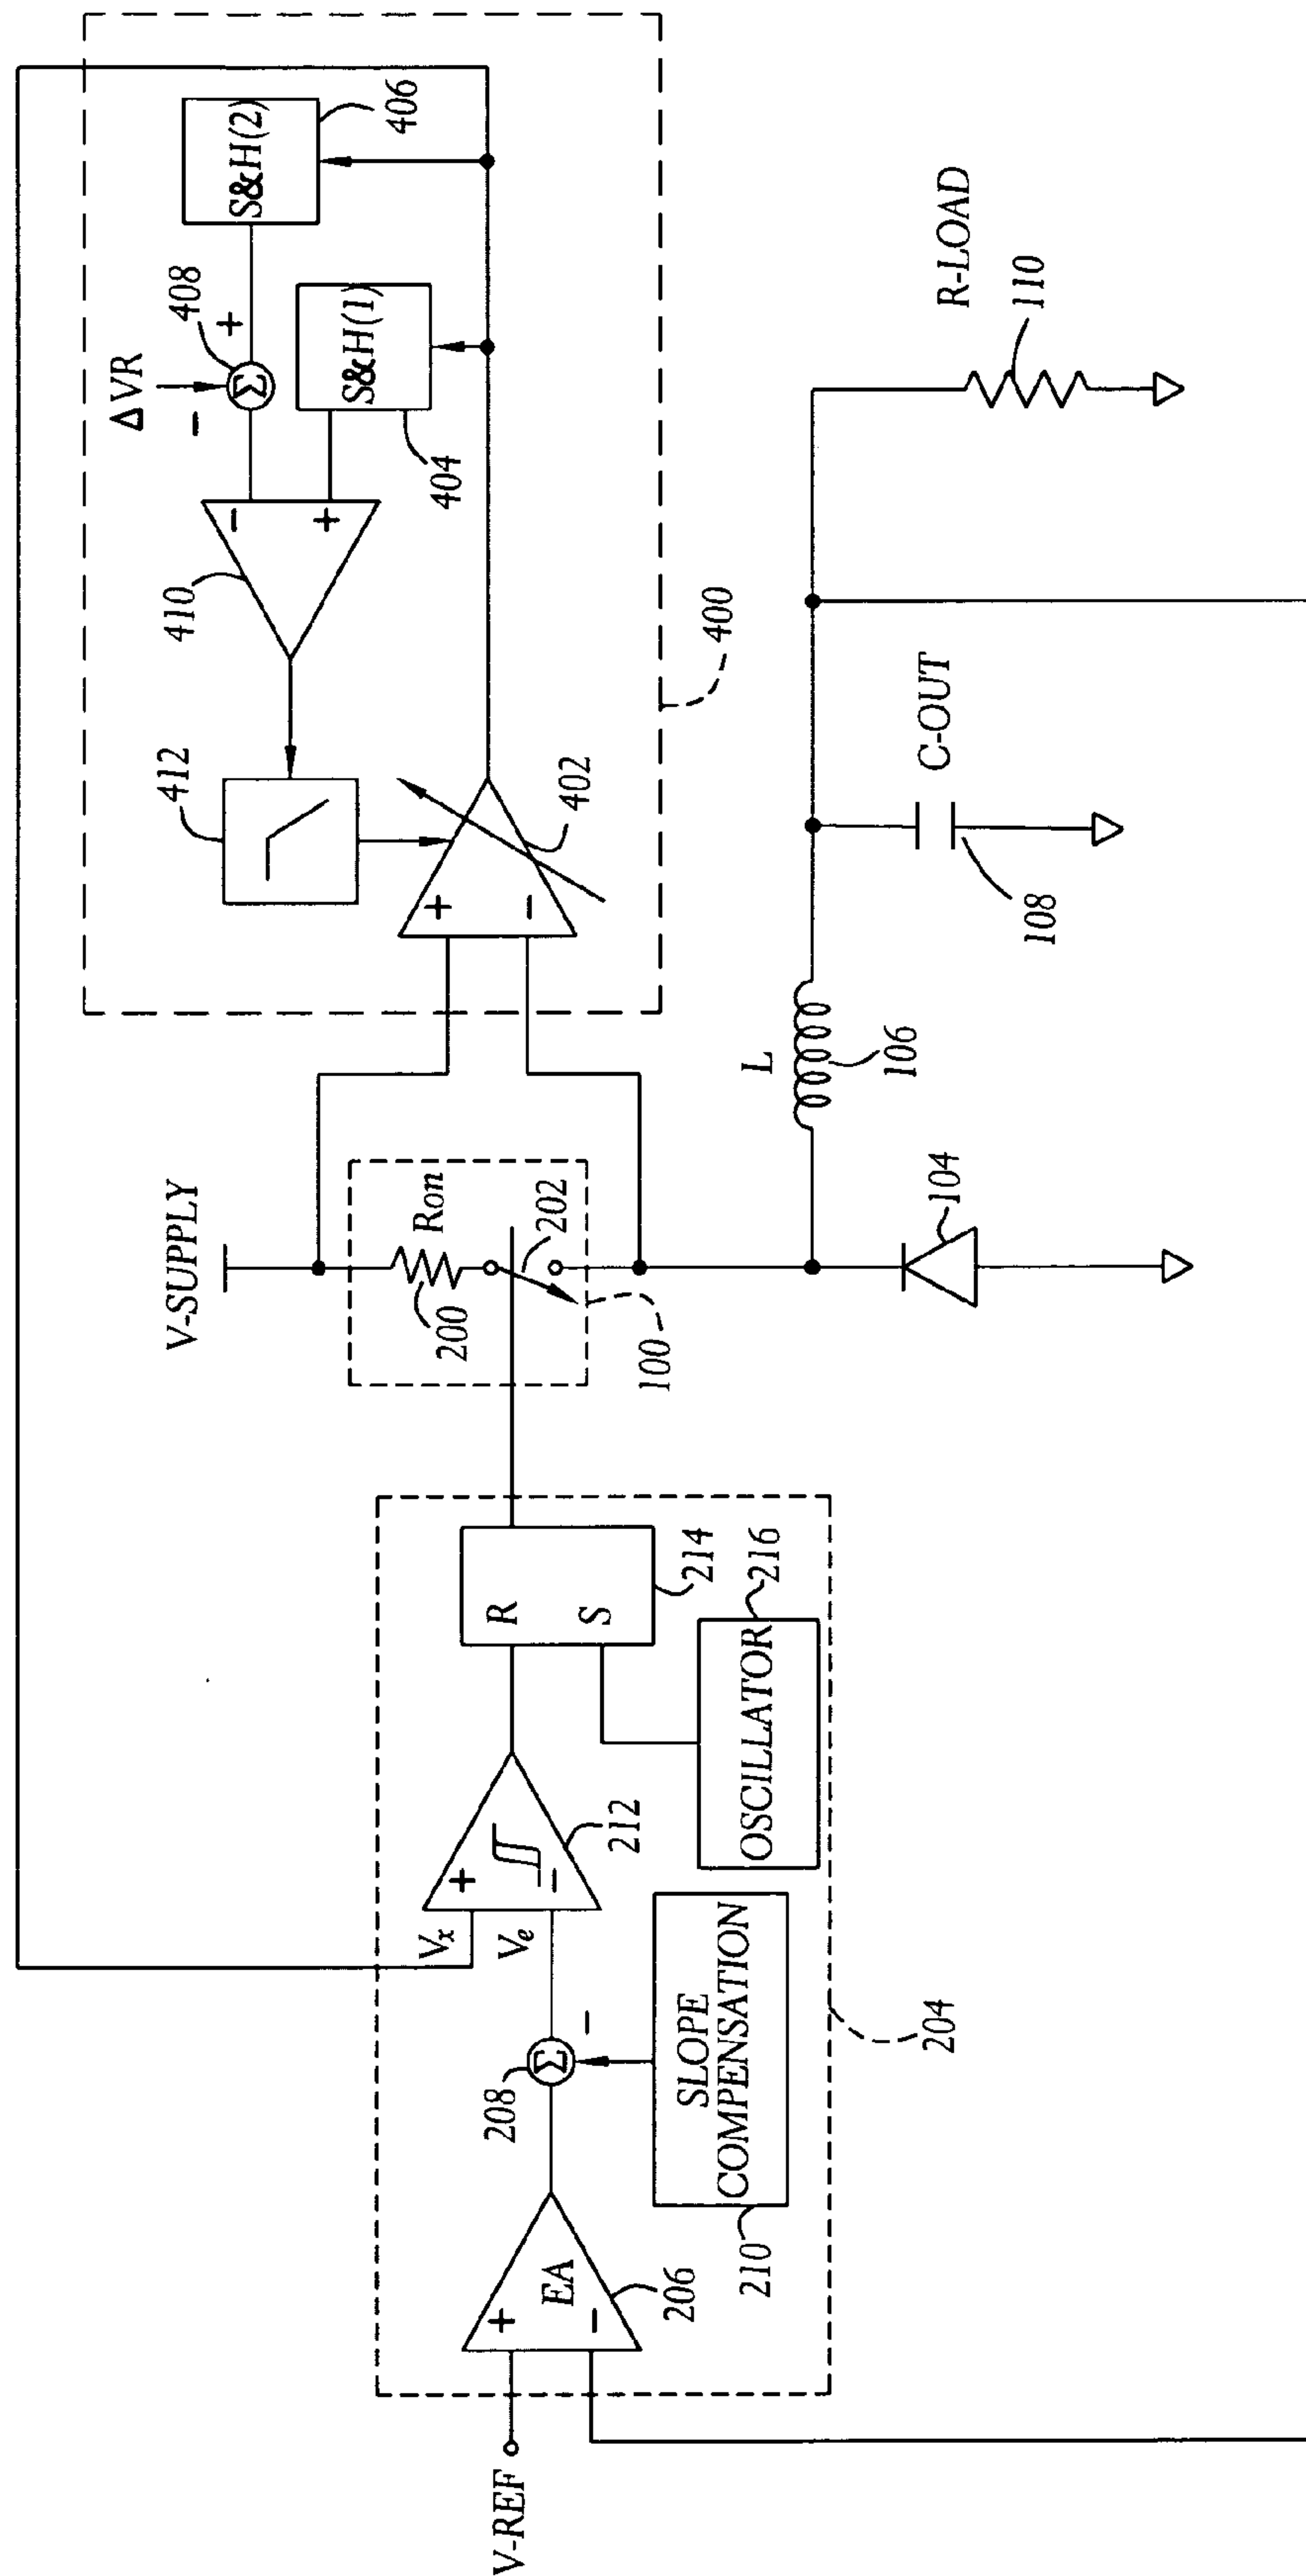 V-REF
+
EA
−
206
208
Σ
−
SLOPE
COMPENSATION
210
204
Vx
Ve
+
−
212
R
S
214
OSCILLATOR
216
V-SUPPLY
Ron
200
202
100
104
L
106
C-OUT
108
R-LOAD
110
400
+
−
402
412
410
−
+
ΔVR
−
Σ
+
408
S&H(1)
404
S&H(2)
406